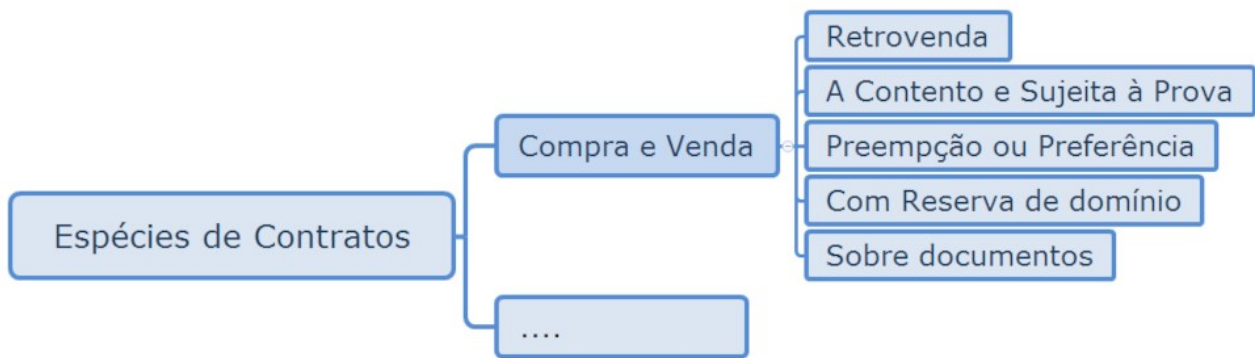 Espécies de Contratos
Compra e Venda
Retrovenda
A Contento e Sujeita à Prova
Preempção ou Preferência
Com Reserva de domínio
Sobre documentos
....